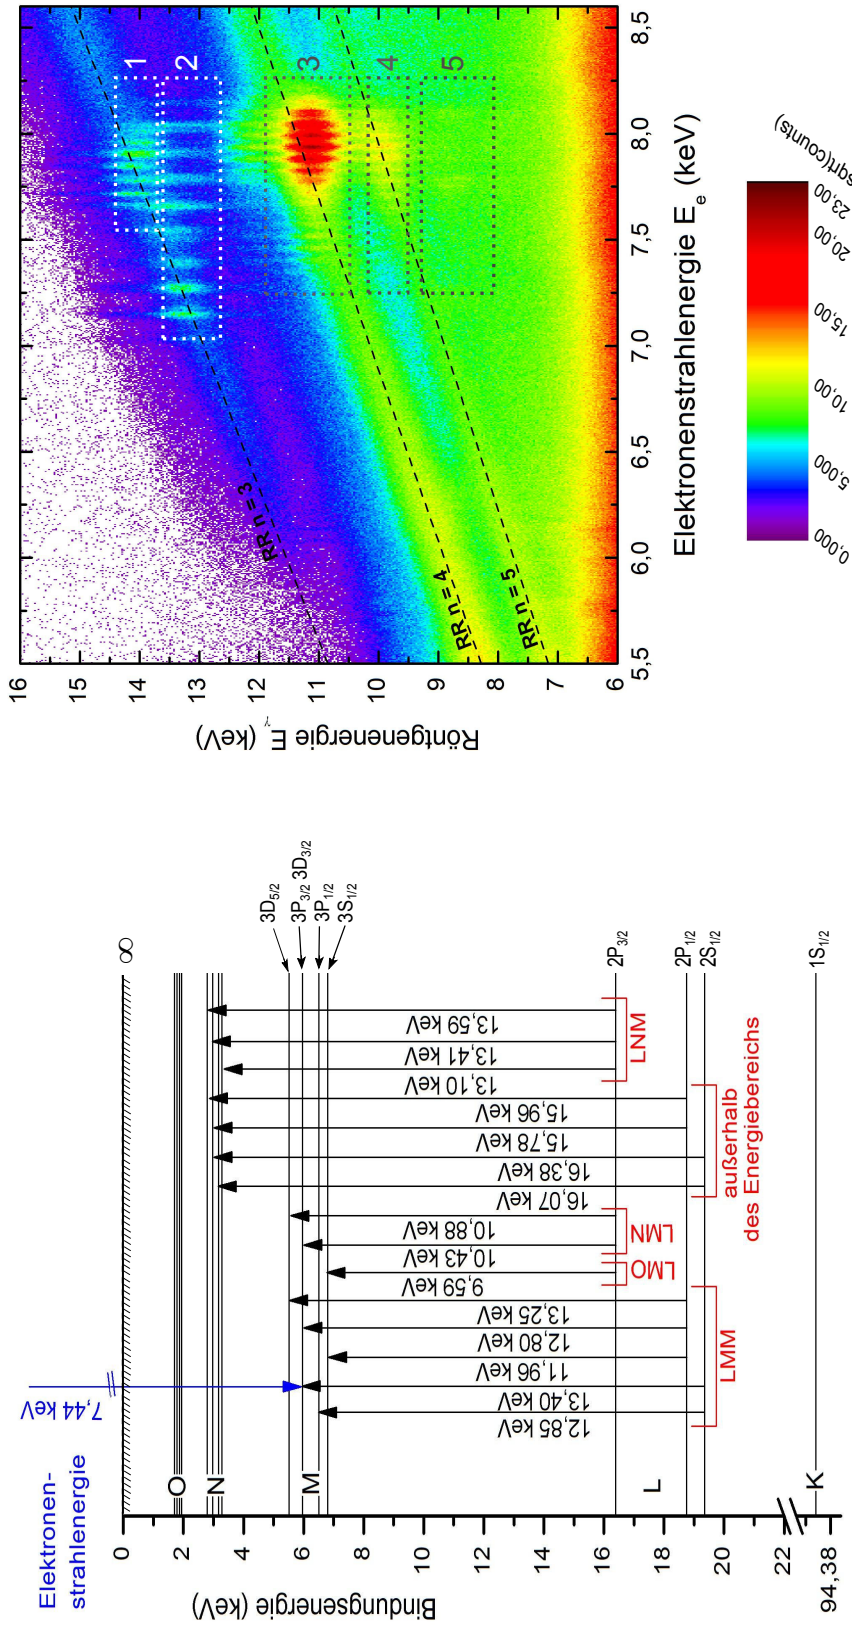 Elektronen-
strahlenergie
7,44 keV
∞
Bindungsenergie (keV)
0
2
4
6
8
10
12
14
16
18
20
22
94,38
O
N
M
L
K
3D5/2
3P3/2 3D3/2
3P1/2
3S1/2
2P3/2
2P1/2
2S1/2
1S1/2
12,85 keV
13,40 keV
11,96 keV
12,80 keV
13,25 keV
9,59 keV
10,43 keV
10,88 keV
16,07 keV
16,38 keV
15,78 keV
15,96 keV
13,10 keV
13,41 keV
13,59 keV
LMM
LMO
LMN
außerhalb
des Energiebereichs
LNM
Röntgenenergie Eγ (keV)
16
15
14
13
12
11
10
9
8
7
6
RR n=3
RR n=4
RR n=5
1
2
3
4
5
5,5
6,0
6,5
7,0
7,5
8,0
8,5
Elektronenstrahlenergie Ee (keV)
0,000
5,000
10,00
15,00
20,00
23,00
sqrt(counts)